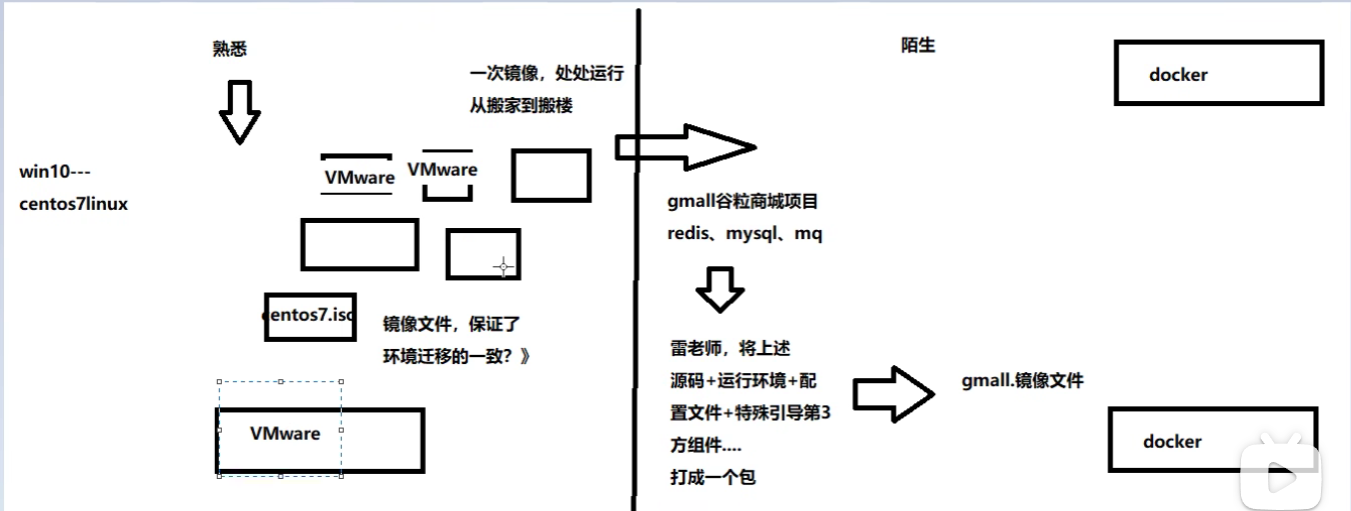 熟悉
一次镜像，处处运行
从搬家到搬楼
win10---
centos7linux
VMware
VMware
centos7.iso
镜像文件，保证了
环境迁移的一致？》
VMware
陌生
docker
gmall谷粒商城项目
redis、mysql、mq
雷老师，将上述
源码+运行环境+配
置文件+特殊引导第3
方组件....
打成一个包
gmall.镜像文件
docker